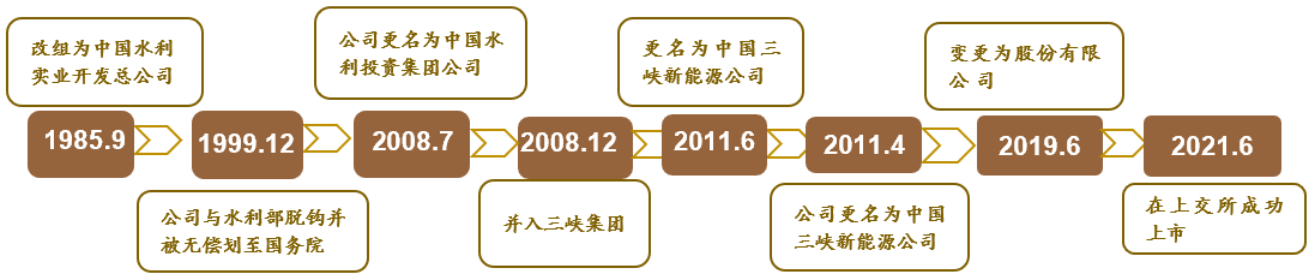 改组为中国水利
实业开发总公司
公司更名为中国水
利投资集团公司
更名为中国三
峡新能源公司
变更为股份有限
公司
1985.9
1999.12
2008.7
2008.12
2011.6
2011.4
2019.6
2021.6
公司与水利部脱钩并
被无偿划至国务院
并入三峡集团
公司更名为中国
三峡新能源公司
在上交所成功
上市